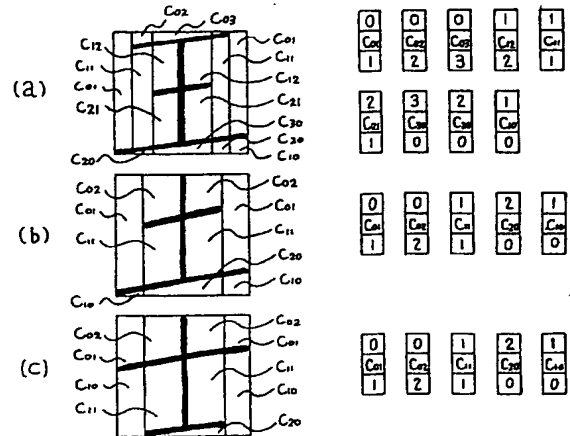 C02
C03
C01
C12
C11
C11
C12
(a)
C01
C21
C21
C30
C20
C20
C10
0 0 0 1 1
C01 C02 C03 C12 C11
1 2 3 2 1
2 3 2 1
C21 C30 C20 C10
1 0 0 0
C02 C02
C01 C01
(b)
C11 C11
C20
C10
C10
0 0 1 2 1
C01 C02 C11 C20 C10
1 2 1 0 0
C02 C02
C01
C01
C11
(c)
C10 C10
C11
C20
0 0 1 2 1
C01 C02 C11 C20 C10
1 2 1 0 0